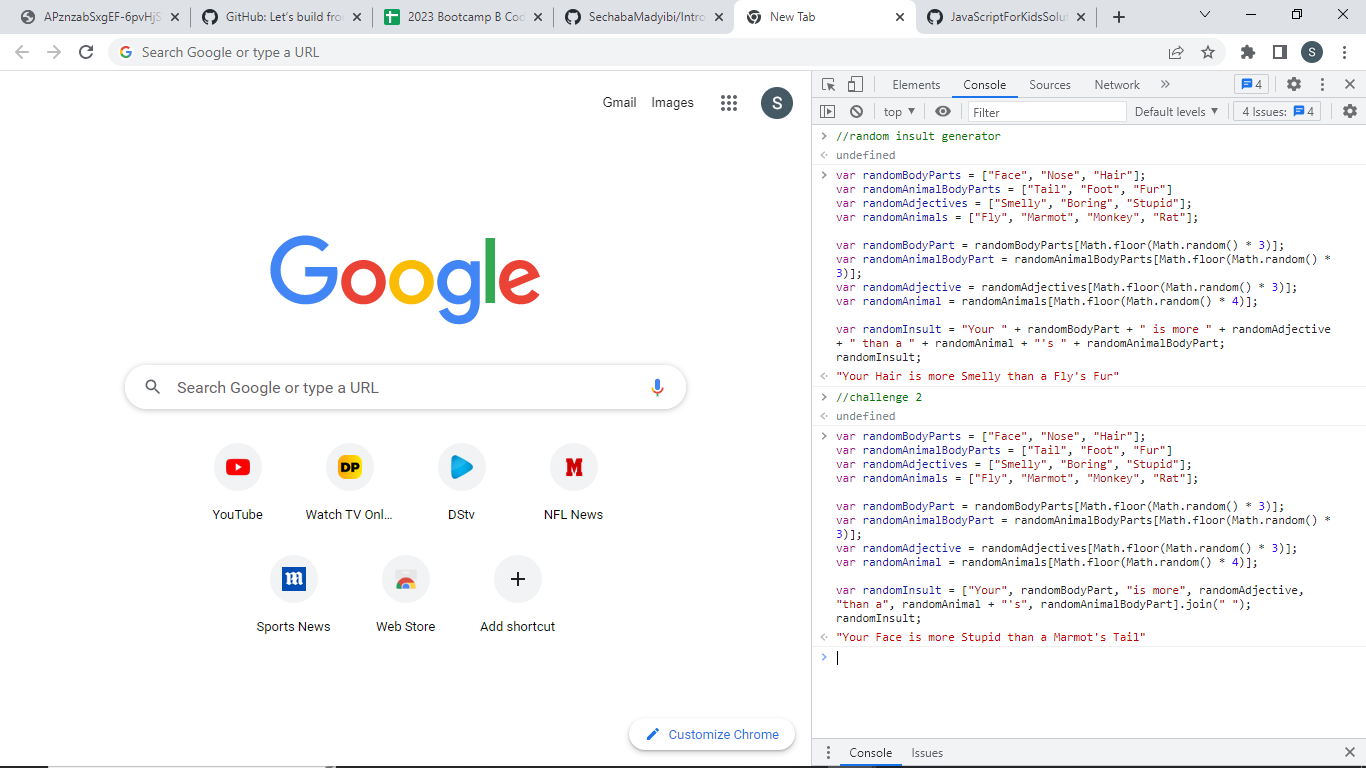 APznzabSxgEF-6pvHjS
GitHub: Let's build fro
2023 Bootcamp B Cod
SechabaMadyibi/Intro
New Tab
JavaScriptForKidsSolut
Search Google or type a URL
S
Gmail
Images
S
Google
Search Google or type a URL
YouTube
DP
Watch TV Onl...
DStv
M
NFL News
m
Sports News
Web Store
Add shortcut
Customize Chrome
Elements
Console
Sources
Network
4
top
Filter
Default levels
4 Issues:
4
//random insult generator
undefined
var randomBodyParts = ["Face", "Nose", "Hair"];
var randomAnimalBodyParts = ["Tail", "Foot", "Fur"]
var randomAdjectives = ["Smelly", "Boring", "Stupid"];
var randomAnimals = ["Fly", "Marmot", "Monkey", "Rat"];
var randomBodyPart = randomBodyParts[Math.floor(Math.random() * 3)];
var randomAnimalBodyPart = randomAnimalBodyParts[Math.floor(Math.random() *
3)];
var randomAdjective = randomAdjectives[Math.floor(Math.random() * 3)];
var randomAnimal = randomAnimals[Math.floor(Math.random() * 4)];
var randomInsult = "Your " + randomBodyPart + " is more " + randomAdjective
+ " than a " + randomAnimal + "'s " + randomAnimalBodyPart;
randomInsult;
"Your Hair is more Smelly than a Fly's Fur"
//challenge 2
undefined
var randomBodyParts = ["Face", "Nose", "Hair"];
var randomAnimalBodyParts = ["Tail", "Foot", "Fur"]
var randomAdjectives = ["Smelly", "Boring", "Stupid"];
var randomAnimals = ["Fly", "Marmot", "Monkey", "Rat"];
var randomBodyPart = randomBodyParts[Math.floor(Math.random() * 3)];
var randomAnimalBodyPart = randomAnimalBodyParts[Math.floor(Math.random() *
3)];
var randomAdjective = randomAdjectives[Math.floor(Math.random() * 3)];
var randomAnimal = randomAnimals[Math.floor(Math.random() * 4)];
var randomInsult = ["Your", randomBodyPart, "is more", randomAdjective,
"than a", randomAnimal + "'s", randomAnimalBodyPart].join(" ");
randomInsult;
"Your Face is more Stupid than a Marmot's Tail"
Console
Issues